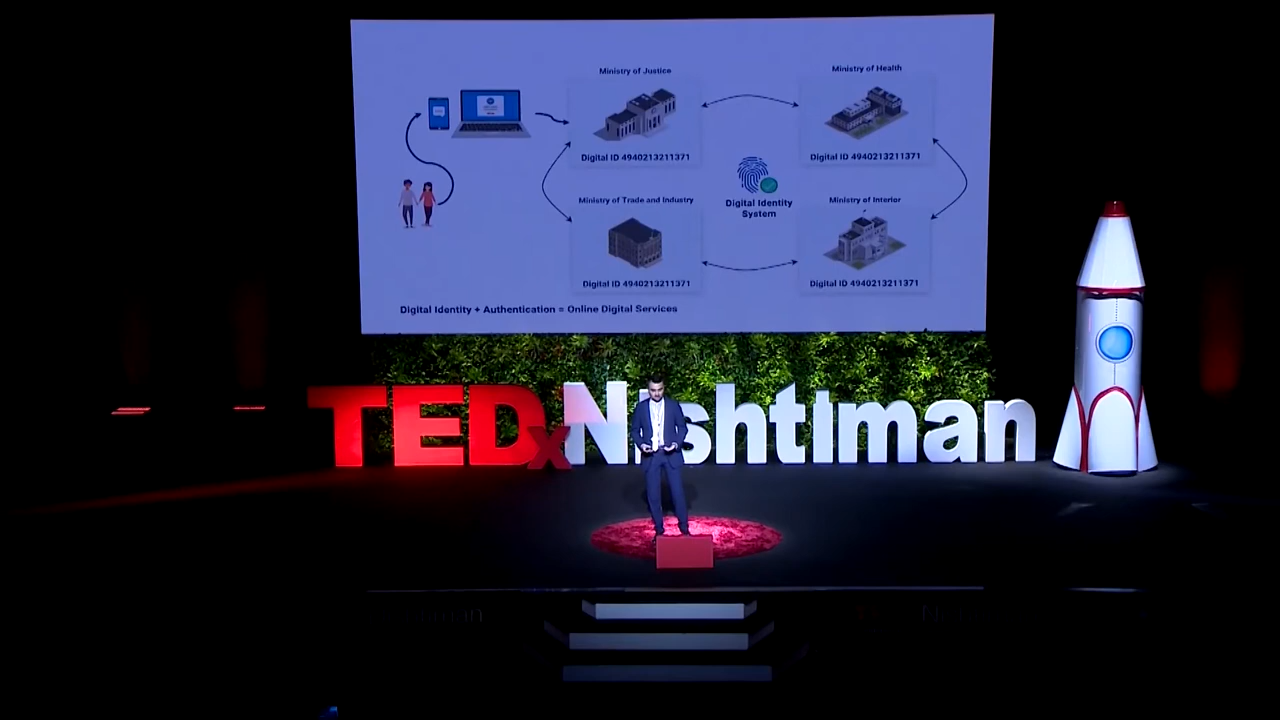 Ministry of Justice
Ministry of Health
Digital ID 4940213211371
Digital ID 4940213211371
Ministry of Trade and Industry
Digital Identity
System
Ministry of Interior
Digital ID 4940213211371
Digital ID 4940213211371
Digital Identity + Authentication = Online Digital Services
TEDxNishtiman